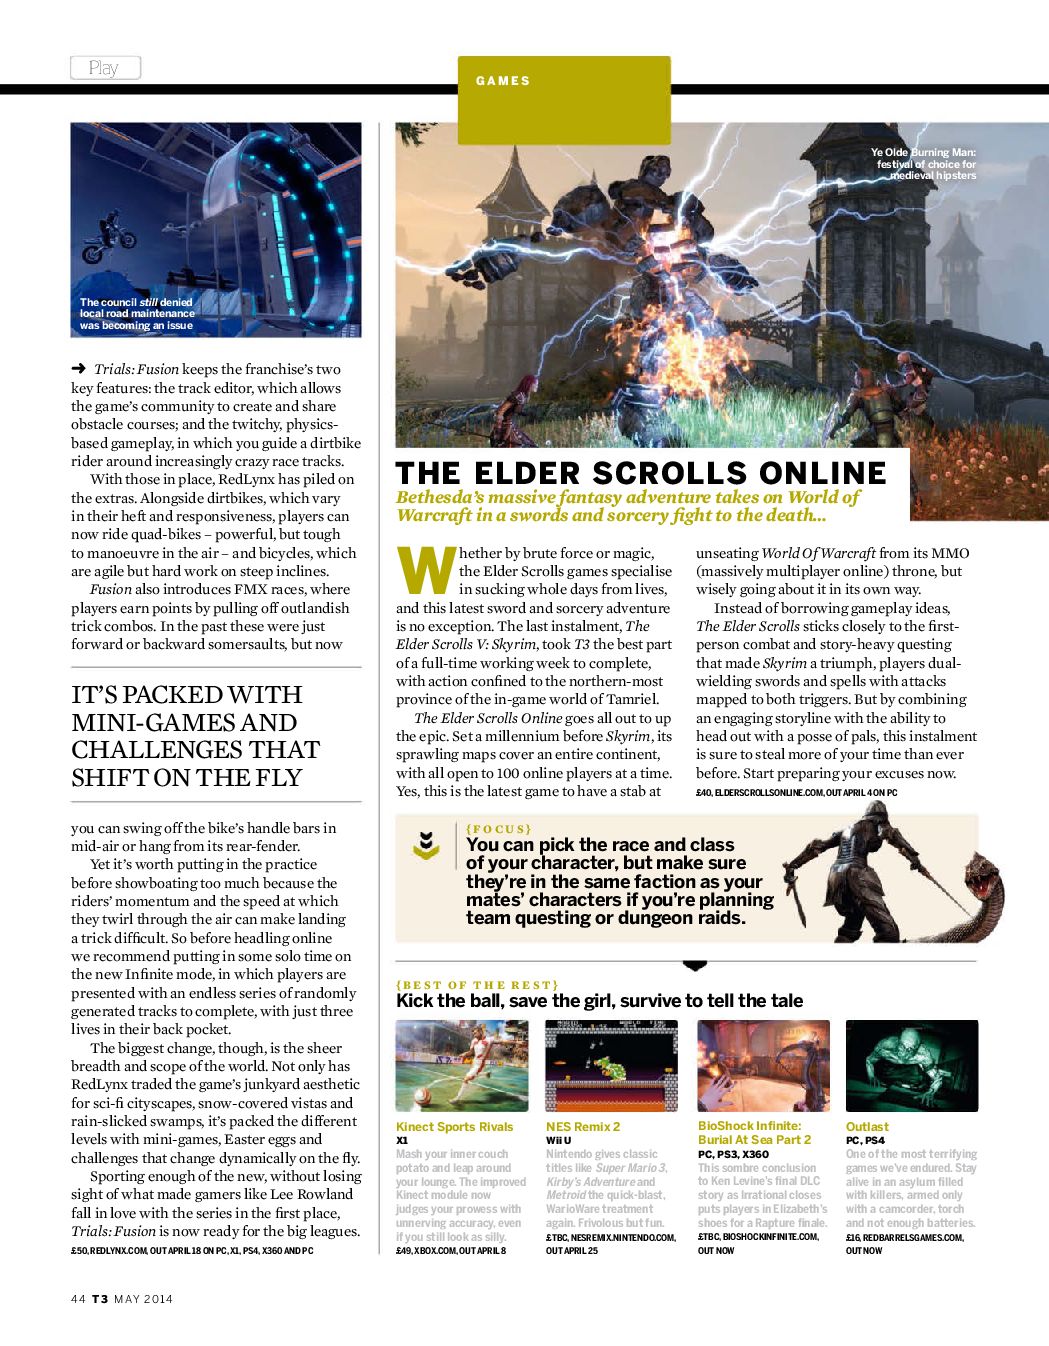 Play
GAMES
The council still denied
local road maintenance
was becoming an issue
➜ Trials: Fusion keeps the franchise's two
key features: the track editor, which allows
the game's community to create and share
obstacle courses; and the twitchy, physics-
based gameplay, in which you guide a dirtbike
rider around increasingly crazy race tracks.
With those in place, RedLynx has piled on
the extras. Alongside dirtbikes, which vary
in their heft and responsiveness, players can
now ride quad-bikes – powerful, but tough
to manoeuvre in the air – and bicycles, which
are agile but hard work on steep inclines.
Fusion also introduces FMX races, where
players earn points by pulling off outlandish
trick combos. In the past these were just
forward or backward somersaults, but now
IT'S PACKED WITH
MINI-GAMES AND
CHALLENGES THAT
SHIFT ON THE FLY
you can swing off the bike's handle bars in
mid-air or hang from its rear-fender.
Yet it's worth putting in the practice
before showboating too much because the
riders' momentum and the speed at which
they twirl through the air can make landing
a trick difficult. So before headling online
we recommend putting in some solo time on
the new Infinite mode, in which players are
presented with an endless series of randomly
generated tracks to complete, with just three
lives in their back pocket.
The biggest change, though, is the sheer
breadth and scope of the world. Not only has
RedLynx traded the game's junkyard aesthetic
for sci-fi cityscapes, snow-covered vistas and
rain-slicked swamps, it's packed the different
levels with mini-games, Easter eggs and
challenges that change dynamically on the fly.
Sporting enough of the new, without losing
sight of what made gamers like Lee Rowland
fall in love with the series in the first place,
Trials: Fusion is now ready for the big leagues.
£50, REDLYNX.COM, OUT APRIL 18 ON PC, X1, PS4, X360 AND PC
Ye Olde Burning Man:
festival of choice for
medieval hipsters
THE ELDER SCROLLS ONLINE
Bethesda's massive fantasy adventure takes on World of
Warcraft in a swords and sorcery fight to the death...
Whether by brute force or magic,
the Elder Scrolls games specialise
in sucking whole days from lives,
and this latest sword and sorcery adventure
is no exception. The last instalment, The
Elder Scrolls V: Skyrim, took T3 the best part
of a full-time working week to complete,
with action confined to the northern-most
province of the in-game world of Tamriel.
The Elder Scrolls Online goes all out to up
the epic. Set a millennium before Skyrim, its
sprawling maps cover an entire continent,
with all open to 100 online players at a time.
Yes, this is the latest game to have a stab at
unseating World Of Warcraft from its MMO
(massively multiplayer online) throne, but
wisely going about it in its own way.
Instead of borrowing gameplay ideas,
The Elder Scrolls sticks closely to the first-
person combat and story-heavy questing
that made Skyrim a triumph, players dual-
wielding swords and spells with attacks
mapped to both triggers. But by combining
an engaging storyline with the ability to
head out with a posse of pals, this instalment
is sure to steal more of your time than ever
before. Start preparing your excuses now.
£40, ELDERSCROLLSONLINE.COM, OUT APRIL 4 ON PC
{FOCUS}
You can pick the race and class
of your character, but make sure
they're in the same faction as your
mates' characters if you're planning
team questing or dungeon raids.
{BEST OF THE REST}
Kick the ball, save the girl, survive to tell the tale
Kinect Sports Rivals
X1
Mash your inner couch
potato and leap around
your lounge. The improved
Kinect module now
judges your prowess with
unnerving accuracy, even
if you still look as silly.
£49, XBOX.COM, OUT APRIL 8
NES Remix 2
Wii U
Nintendo gives classic
titles like Super Mario 3,
Kirby's Adventure and
Metroid the quick-blast,
WarioWare treatment
again. Frivolous but fun.
£TBC, NESREMIX.NINTENDO.COM,
OUT APRIL 25
BioShock Infinite:
Burial At Sea Part 2
PC, PS3, X360
This sombre conclusion
to Ken Levine's final DLC
story as Irrational closes
puts players in Elizabeth's
shoes for a Rapture finale.
£TBC, BIOSHOCKINFINITE.COM,
OUT NOW
Outlast
PC, PS4
One of the most terrifying
games we've endured. Stay
alive in an asylum filled
with killers, armed only
with a camcorder, torch
and not enough batteries.
£16, REDBARRELSGAMES.COM,
OUT NOW
44 T3 MAY 2014